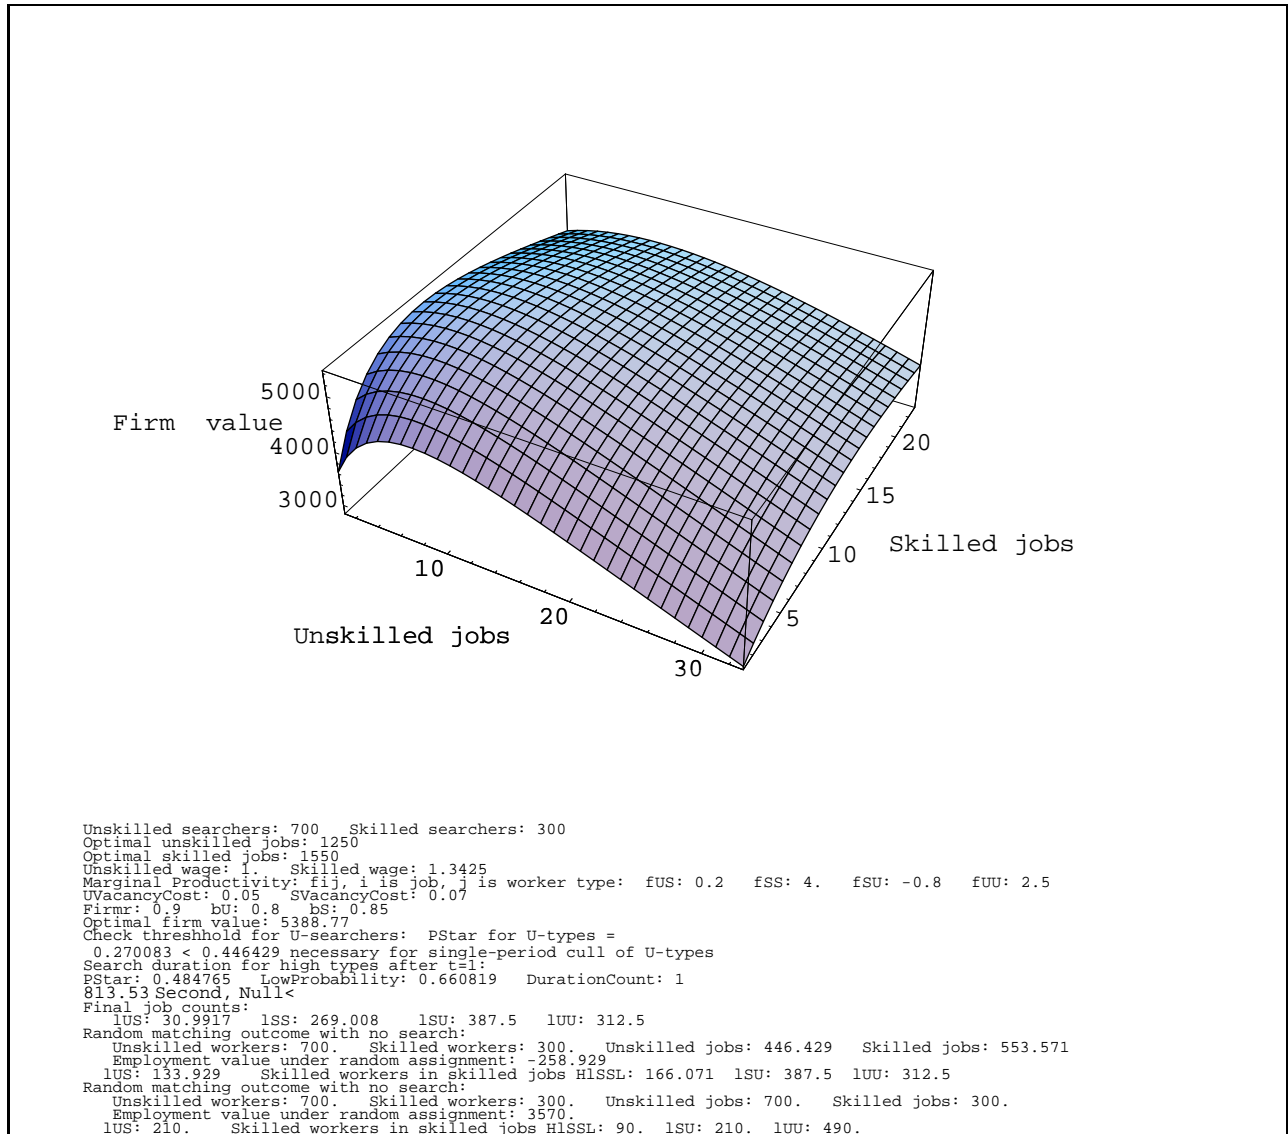 5000
Firm value
4000
3000
20
15
10
Skilled jobs
5
10
20
30
Unskilled jobs
Unskilled searchers: 700 Skilled searchers: 300
Optimal unskilled jobs: 1250
Optimal skilled jobs: 1550
Unskilled wage: 1. Skilled wage: 1.3425
Marginal Productivity: fij, i is job, j is worker type: fUS: 0.2 fSS: 4. fSU: -0.8 fUU: 2.5
UVacancyCost: 0.05 SVacancyCost: 0.07
Firmr: 0.9 bU: 0.8 bS: 0.85
Optimal firm value: 5388.77
Check threshhold for U-searchers: PStar for U-types =
0.270083 < 0.446429 necessary for single-period cull of U-types
Search duration for high types after t=1:
PStar: 0.484765 LowProbability: 0.660819 DurationCount: 1
813.53 Second, Null<
Final job counts:
lUS: 30.9917 lSS: 269.008 lSU: 387.5 lUU: 312.5
Random matching outcome with no search:
Unskilled workers: 700. Skilled workers: 300. Unskilled jobs: 446.429 Skilled jobs: 553.571
Employment value under random assignment: -258.929
lUS: 133.929 Skilled workers in skilled jobs HlSSL: 166.071 lSU: 387.5 lUU: 312.5
Random matching outcome with no search:
Unskilled workers: 700. Skilled workers: 300. Unskilled jobs: 700. Skilled jobs: 300.
Employment value under random assignment: 3570.
lUS: 210. Skilled workers in skilled jobs HlSSL: 90. lSU: 210. lUU: 490.